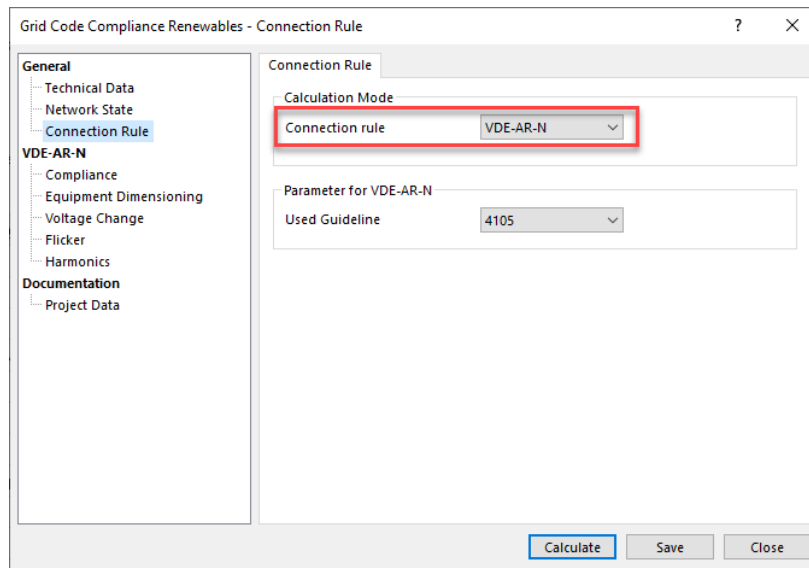 Grid Code Compliance Renewables - Connection Rule
?
General
Technical Data
Network State
Connection Rule
VDE-AR-N
Compliance
Equipment Dimensioning
Voltage Change
Flicker
Harmonics
Documentation
Project Data
Connection Rule
Calculation Mode
Connection rule VDE-AR-N
Parameter for VDE-AR-N
Used Guideline 4105
Calculate Save Close